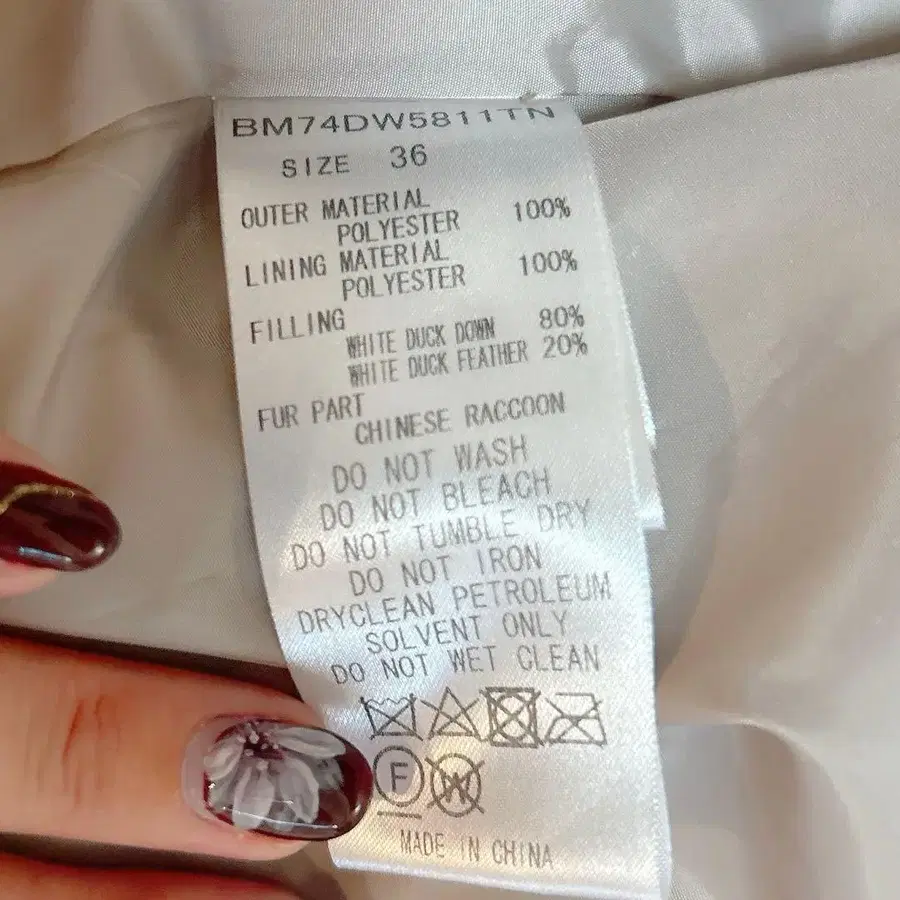 BM74DW5811TN
SIZE 36
OUTER MATERIAL
POLYESTER 100%
LINING MATERIAL
POLYESTER 100%
FILLING
WHITE DUCK DOWN 80%
WHITE DUCK FEATHER 20%
FUR PART
CHINESE RACCOON
DO NOT WASH
DO NOT BLEACH
DO NOT TUMBLE DRY
DO NOT IRON
DRYCLEAN PETROLEUM
SOLVENT ONLY
DO NOT WET CLEAN
F W
MADE IN CHINA